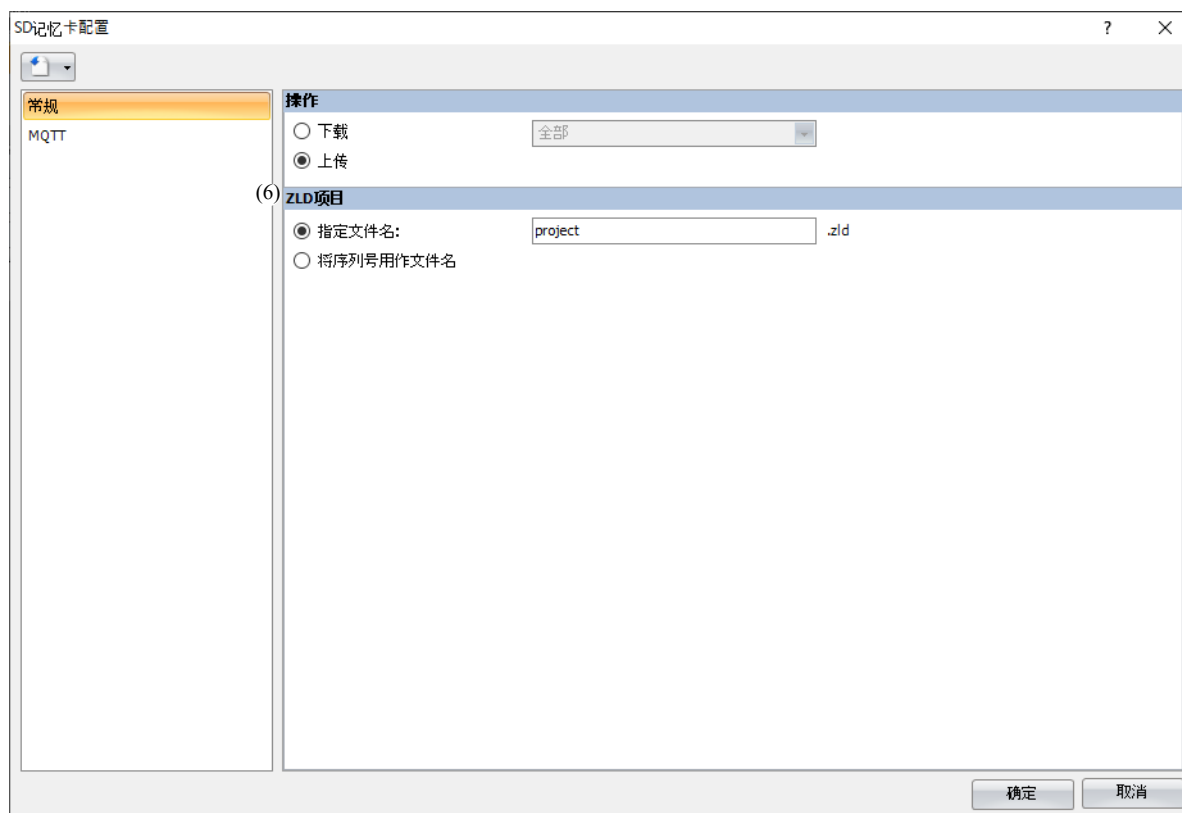 SD记忆卡配置
?
常规
MQTT
操作
下载 全部
上传
(6)
ZLD项目
指定文件名: project .zld
将序列号用作文件名
确定 取消